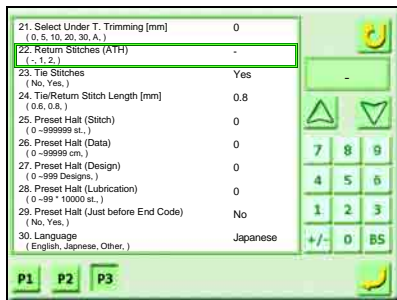 21. Select Under T. Trimming [mm] 0
( 0, 5, 10, 20, 30, A, )
22. Return Stitches (ATH) -
( -, 1, 2, )
23. Tie Stitches Yes
( No, Yes, )
24. Tie/Return Stitch Length [mm] 0.8
( 0.6, 0.8, )
25. Preset Halt (Stitch) 0
( 0 ~999999 st., )
26. Preset Halt (Data) 0
( 0 ~99999 cm, )
27. Preset Halt (Design) 0
( 0 ~999 Designs, )
28. Preset Halt (Lubrication) 0
( 0 ~99 * 10000 st., )
29. Preset Halt (Just before End Code) No
( No, Yes, )
30. Language Japanese
( English, Japnese, Other, )
-
7 8 9
4 5 6
1 2 3
+/- 0 BS
P1 P2 P3